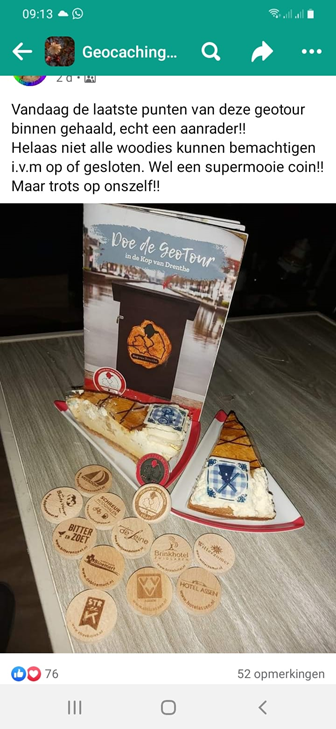 09:13
Geocaching...
2 d
Vandaag de laatste punten van deze geotour
binnen gehaald, echt een aanrader!!
Helaas niet alle woodies kunnen bemachtigen
i.v.m op of gesloten. Wel een supermooie coin!!
Maar trots op onszelf!!
Doe de GeoTour
in de Kop van Drenthe
BITTER
ZOET
Brinkhotel
HOTEL ASSEN
76
52 opmerkingen